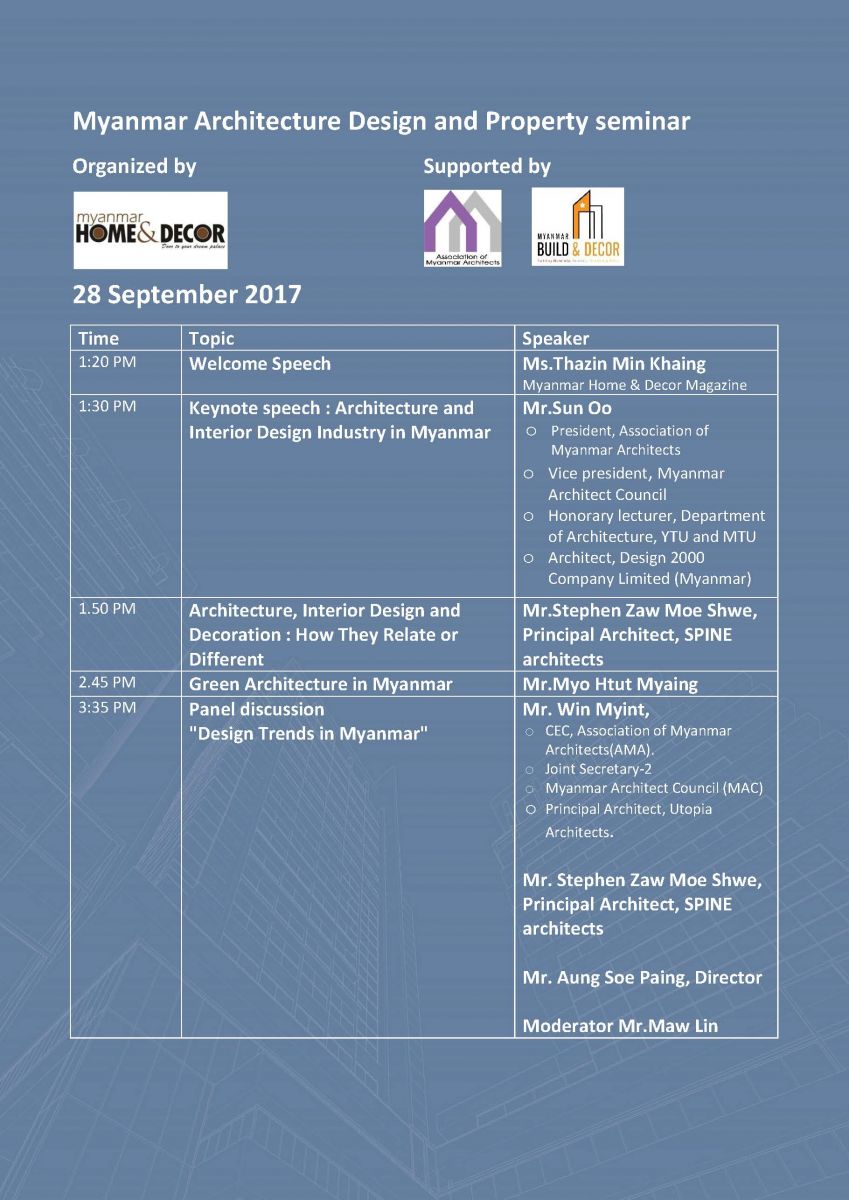 Myanmar Architecture Design and Property seminar
Organized by
Supported by
myanmar
HOME & DECOR
Door to your dream palace
Association of
Myanmar Architects
MYANMAR
BUILD & DECOR
28 September 2017
Time Topic Speaker
1:20 PM Welcome Speech Ms.Thazin Min Khaing
Myanmar Home & Decor Magazine
1:30 PM Keynote speech : Architecture and Mr.Sun Oo
Interior Design Industry in Myanmar
o President, Association of
Myanmar Architects
o Vice president, Myanmar
Architect Council
o Honorary lecturer, Department
of Architecture, YTU and MTU
o Architect, Design 2000
Company Limited (Myanmar)
1.50 PM Architecture, Interior Design and Mr.Stephen Zaw Moe Shwe,
Decoration : How They Relate or Principal Architect, SPINE
Different architects
2.45 PM Green Architecture in Myanmar Mr.Myo Htut Myaing
3:35 PM Panel discussion Mr. Win Myint,
"Design Trends in Myanmar"
o CEC, Association of Myanmar
Architects(AMA).
o Joint Secretary-2
o Myanmar Architect Council (MAC)
o Principal Architect, Utopia
Architects.
Mr. Stephen Zaw Moe Shwe,
Principal Architect, SPINE
architects
Mr. Aung Soe Paing, Director
Moderator Mr.Maw Lin